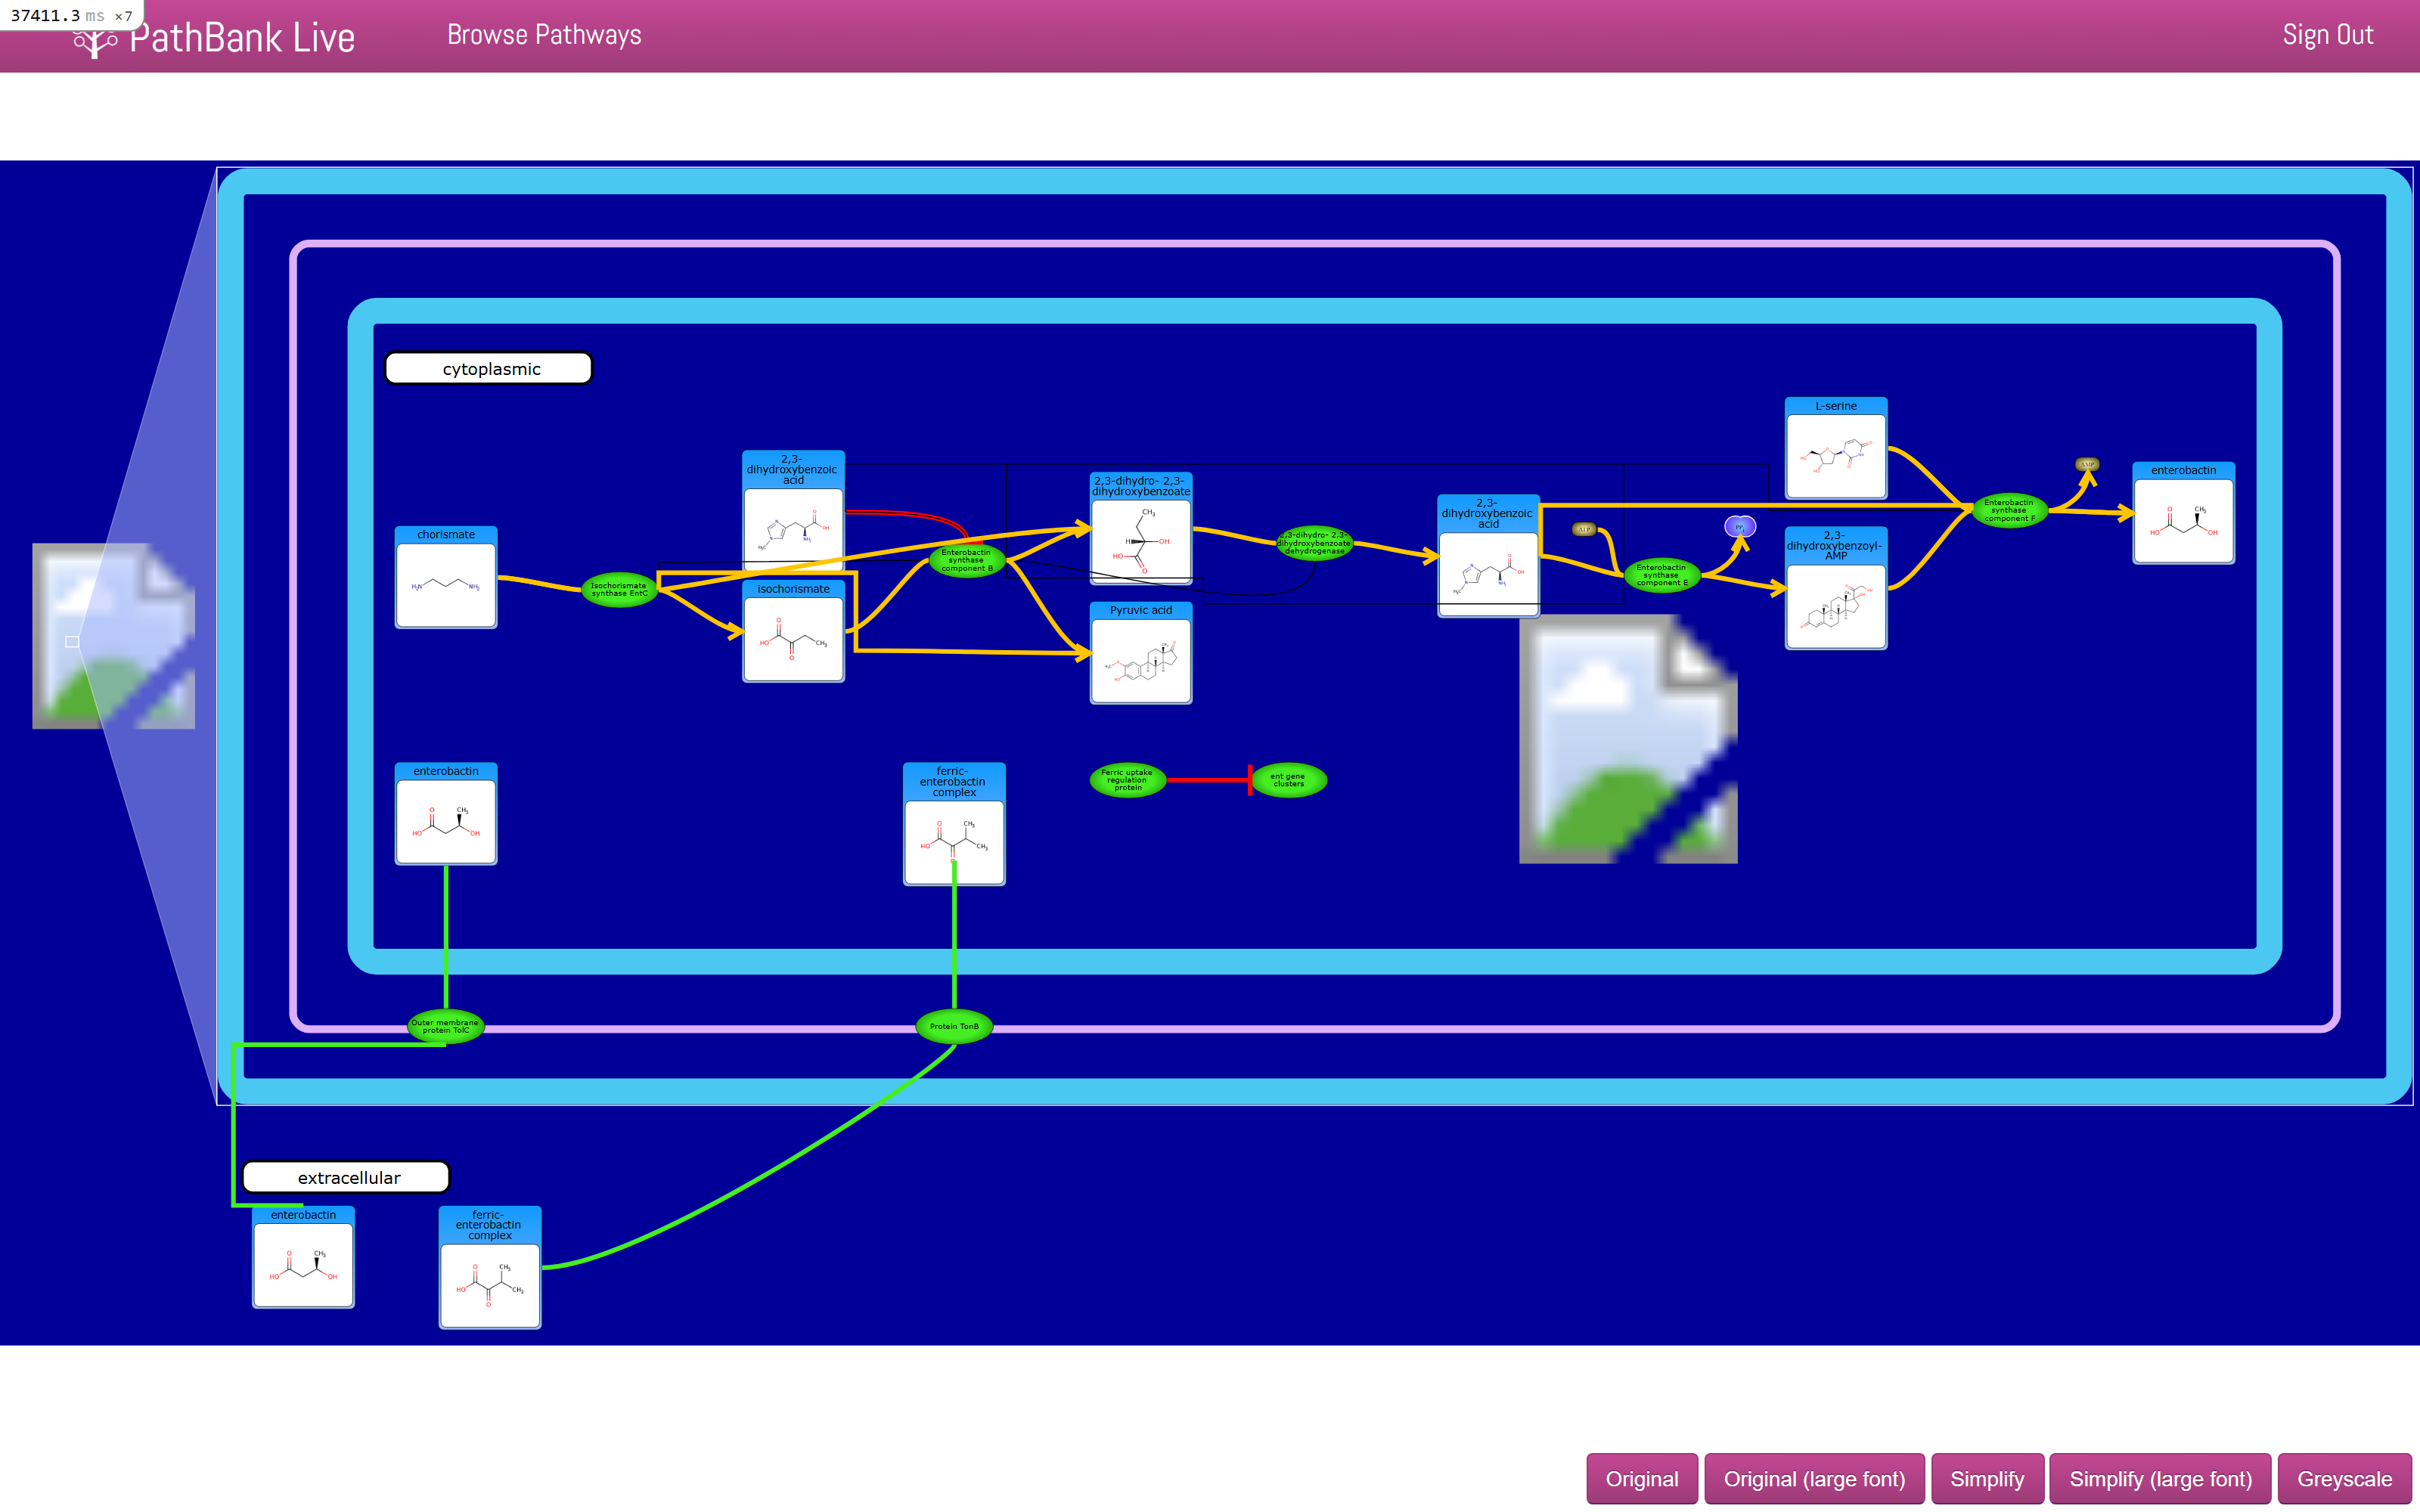 37411.3 ms ×7
PathBank Live
Browse Pathways
Sign Out
cytoplasmic
L-serine
2,3-
dihydroxybenzoic
acid
2,3-dihydro- 2,3-
dihydroxybenzoate
2,3-
dihydroxybenzoic
acid
AMP
enterobactin
chorismate
Isochorismate
synthase EntC
isochorismate
Enterobactin
synthase
component B
Pyruvic acid
2,3-dihydro- 2,3-
dihydroxybenzoate
dehydrogenase
ATP
Enterobactin
synthase
component E
PPi
2,3-
dihydroxybenzoyl-
AMP
Enterobactin
synthase
component F
enterobactin
ferric-
enterobactin
complex
Ferric uptake
regulation
protein
ent gene
clusters
Outer membrane
protein TolC
Protein TonB
extracellular
enterobactin
ferric-
enterobactin
complex
Original
Original (large font)
Simplify
Simplify (large font)
Greyscale